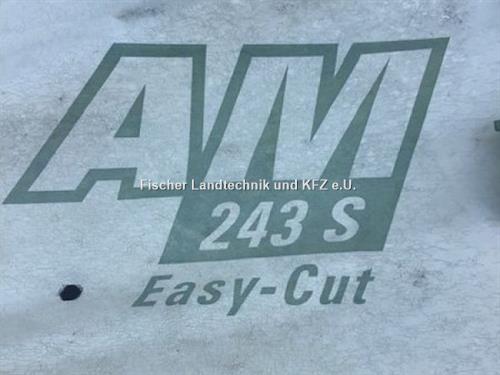 AM
Fischer Landtechnik und KFZ e.U.
243 S
Easy-Cut